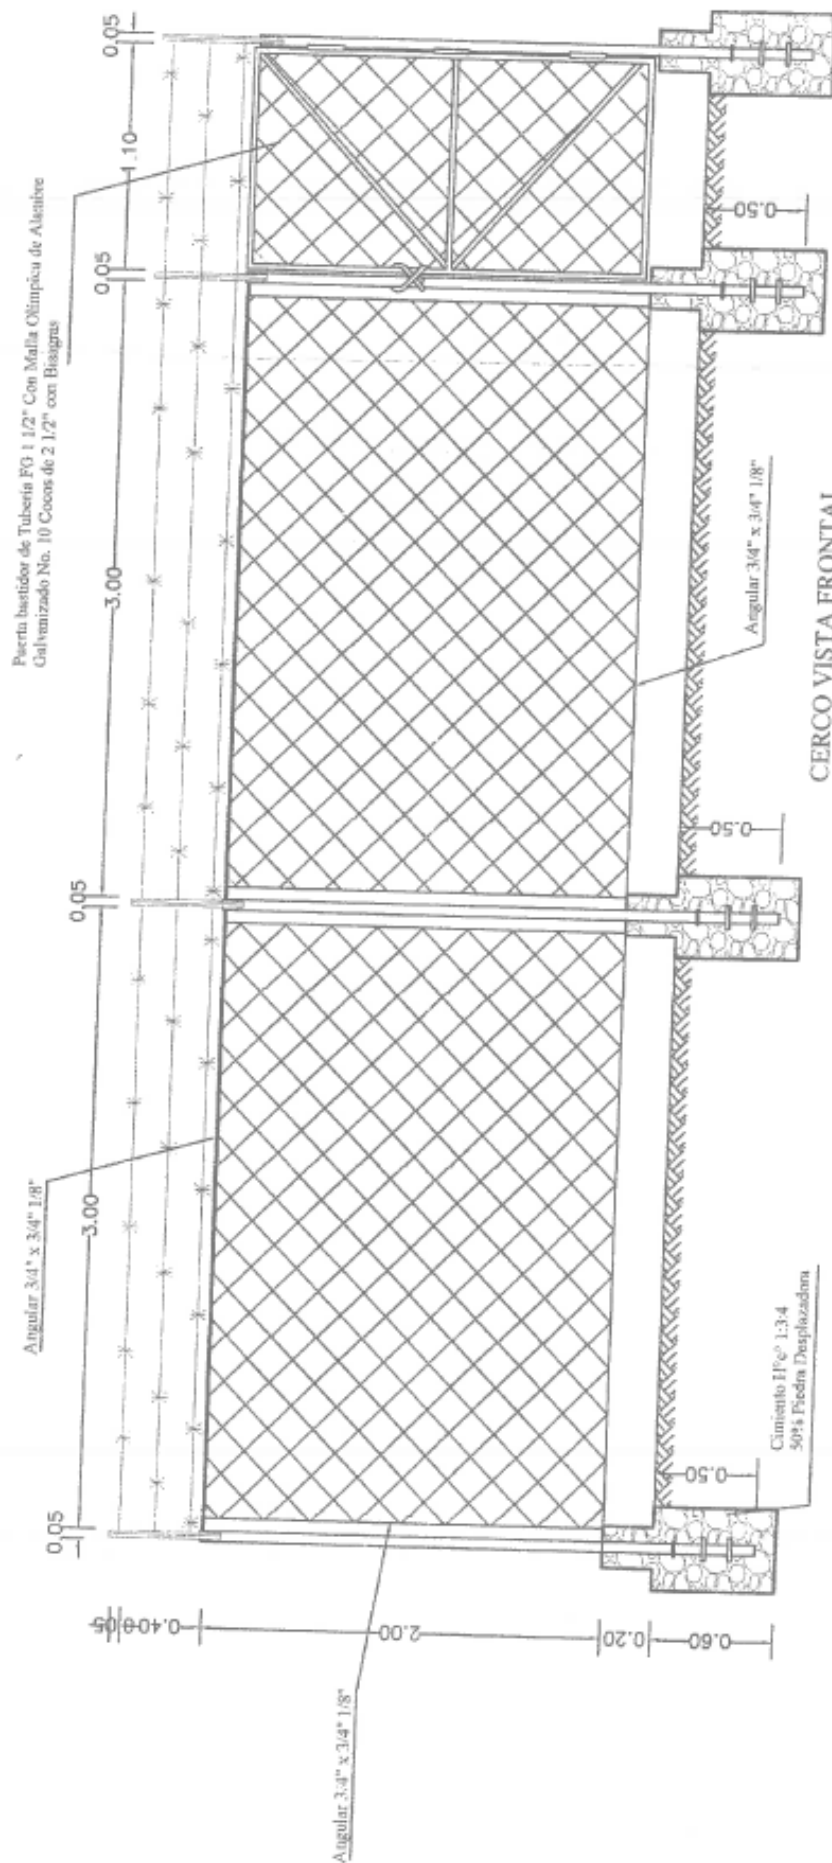 Puerta bastidor de Tuberia FG 1 1/2" Con Malla Olimpica de Alambre
Galvanizado No. 10 Cocos de 2 1/2" con Bisagras
Angular 3/4" x 3/4" 1/8"
0.05
3.00
0.05
3.00
0.05
1.10
0.05
0.05
0.40
2.00
0.20
0.60
Angular 3/4" x 3/4" 1/8"
0.50
0.50
0.50
Angular 3/4" x 3/4" 1/8"
Cimiento HºCº 1:3:4
50% Piedra Desplazadora
CERCO VISTA FRONTAL